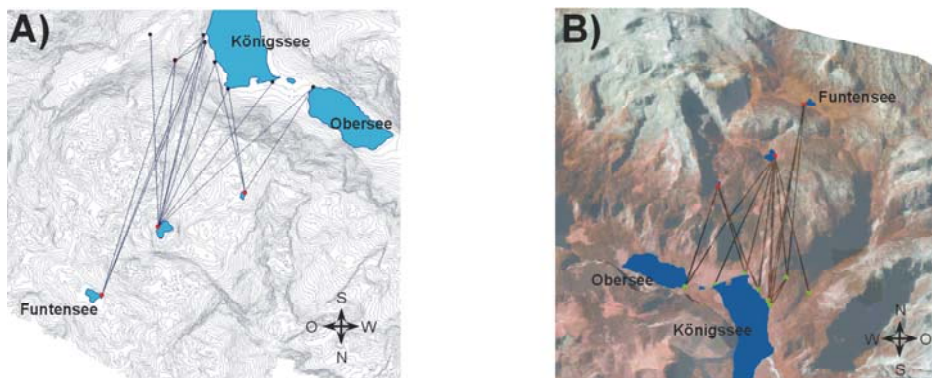 A)
Königssee
Obersee
Funtensee
S
O W
N
B)
Funtensee
Obersee
Königssee
N
W O
S